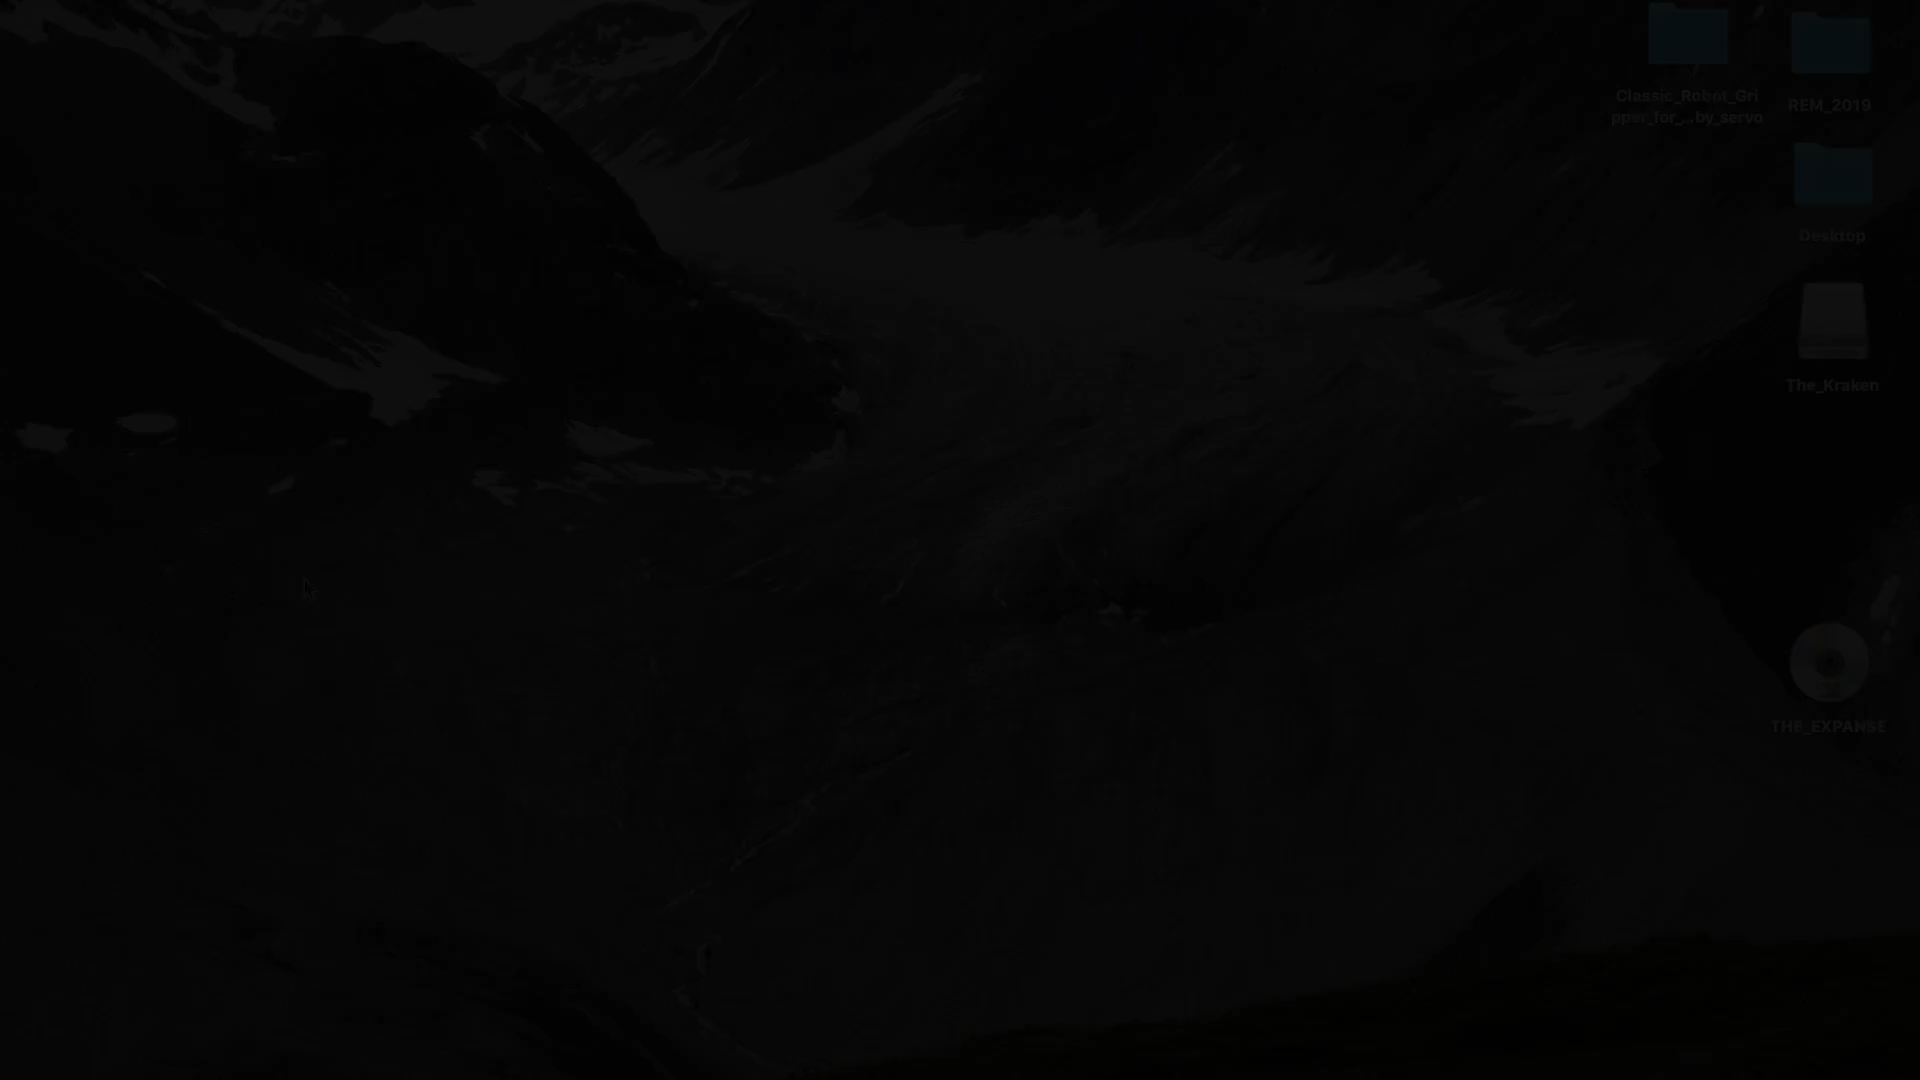 Classic_Robot_Gri
pper_for_...by_servo
REM_2019
Desktop
The_Kraken
THE_EXPANSE